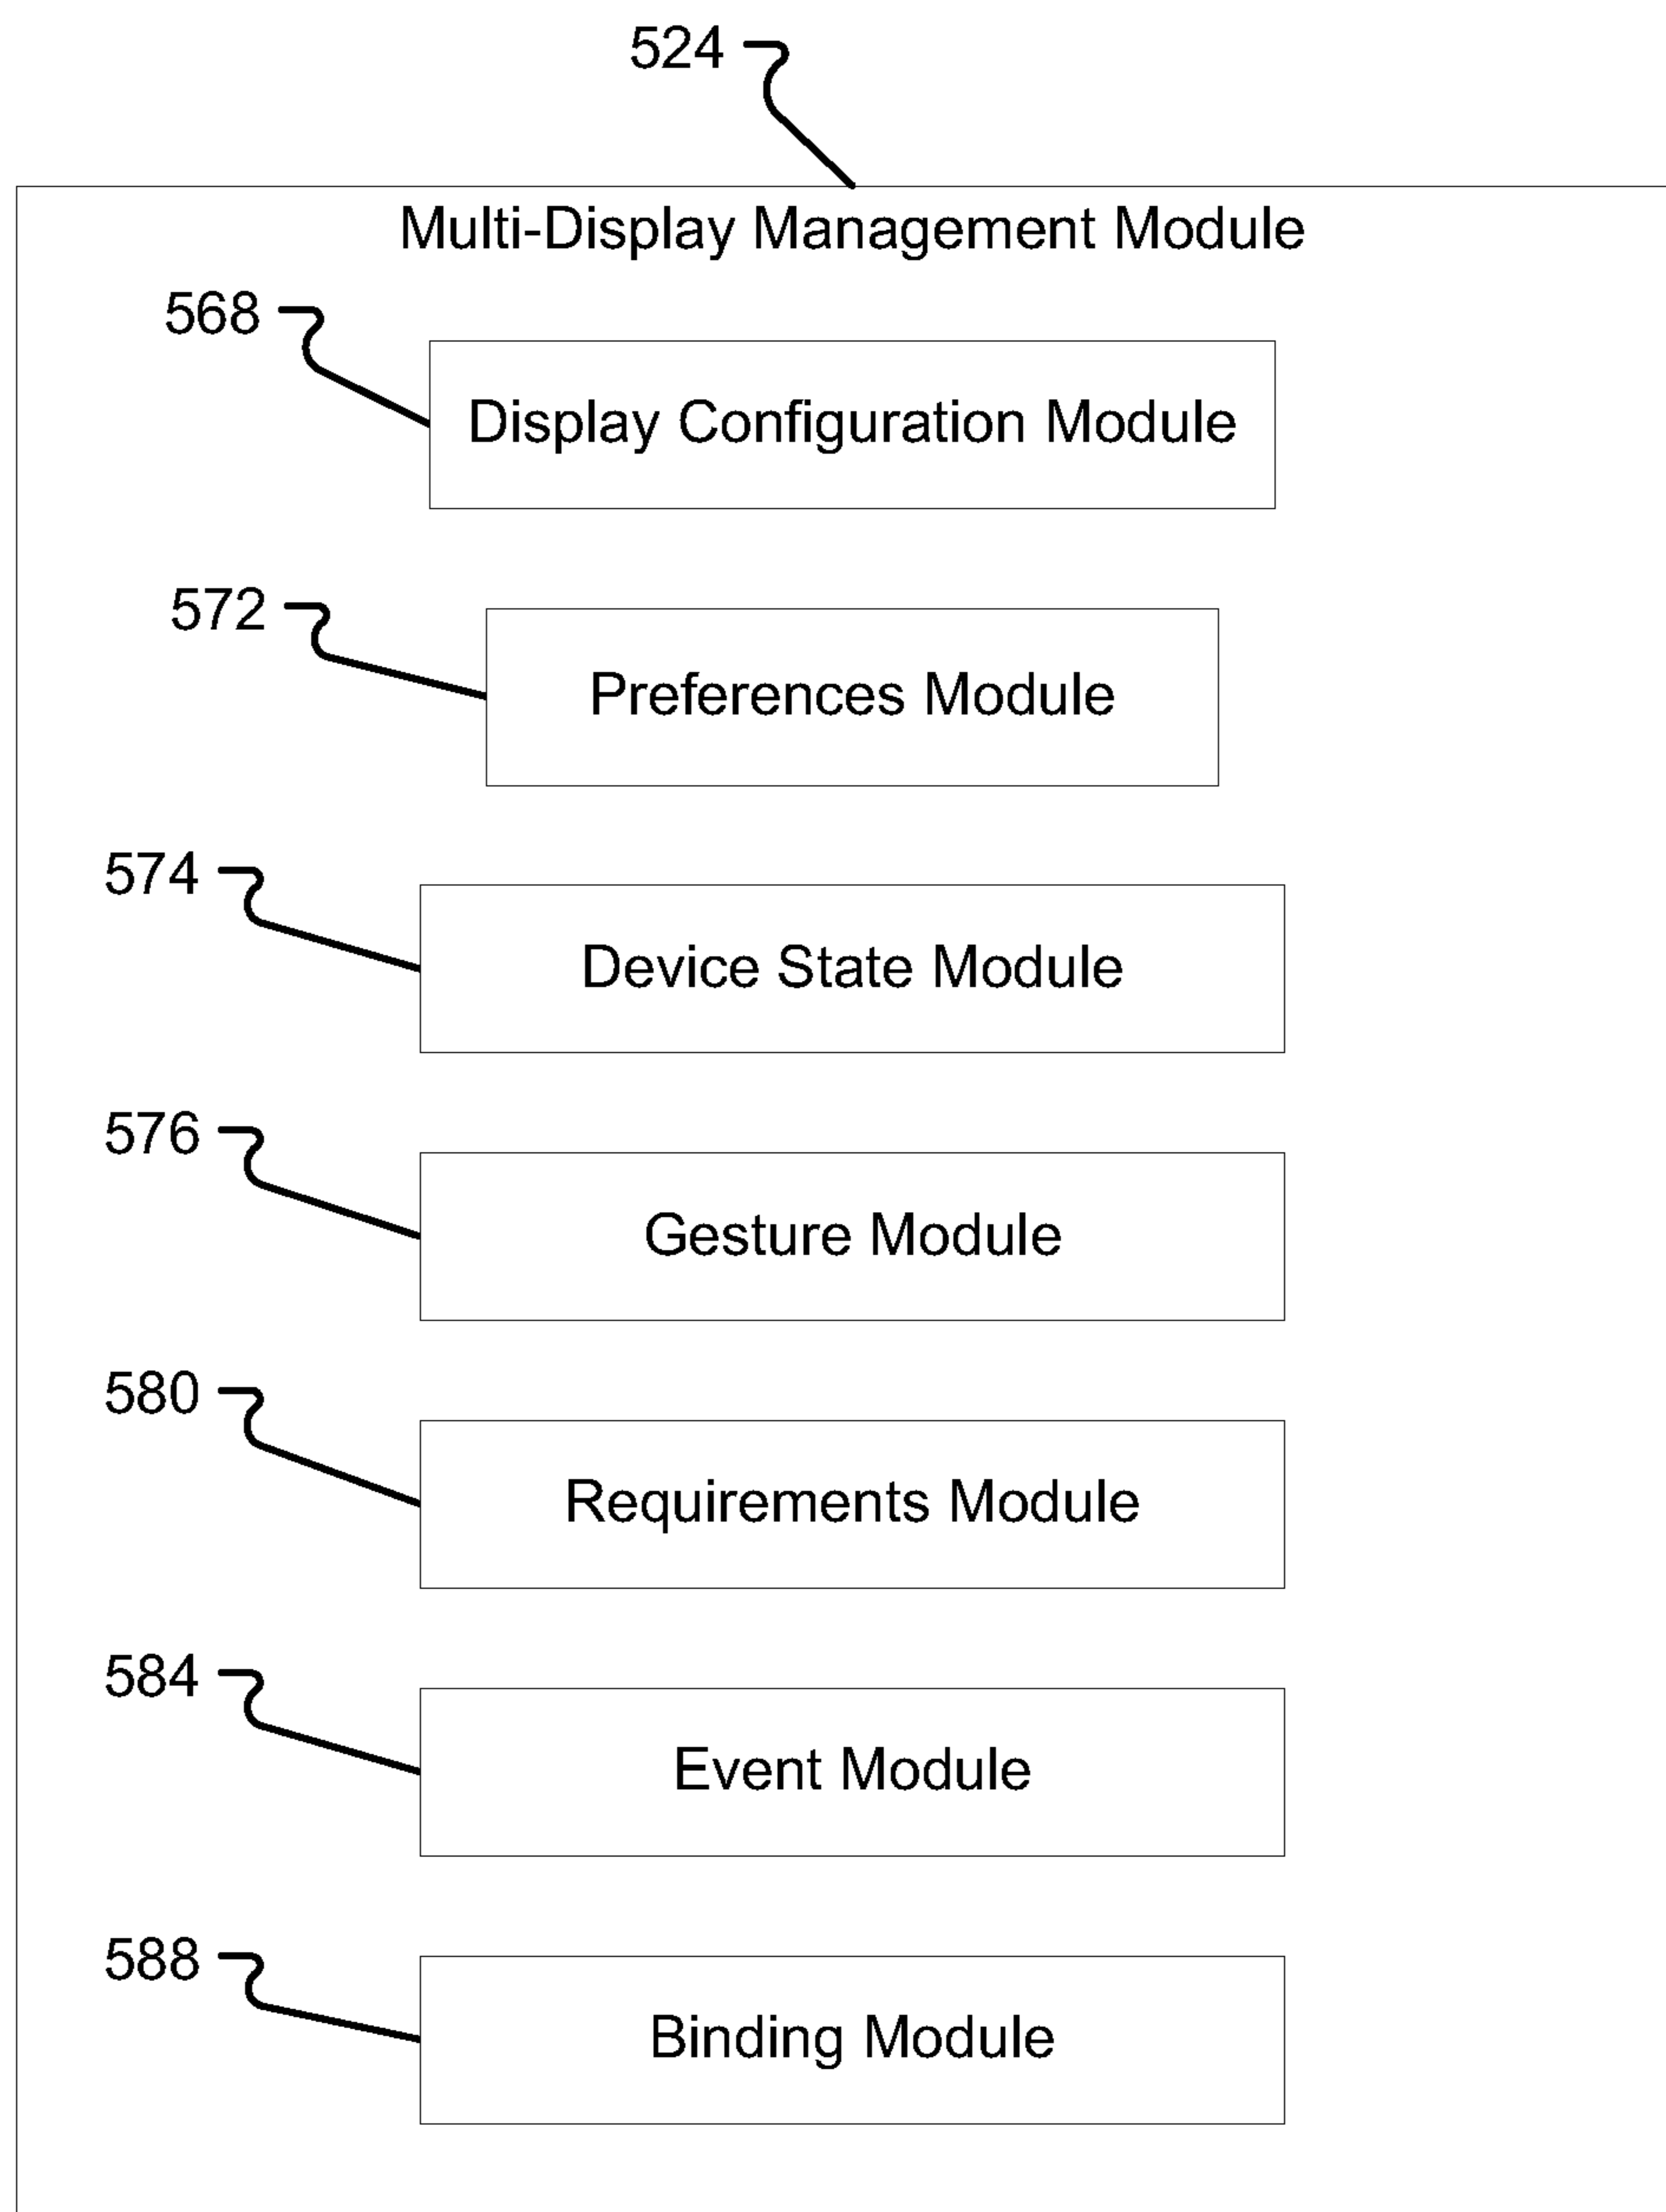 524
Multi-Display Management Module
568
Display Configuration Module
572
Preferences Module
574
Device State Module
576
Gesture Module
580
Requirements Module
584
Event Module
588
Binding Module